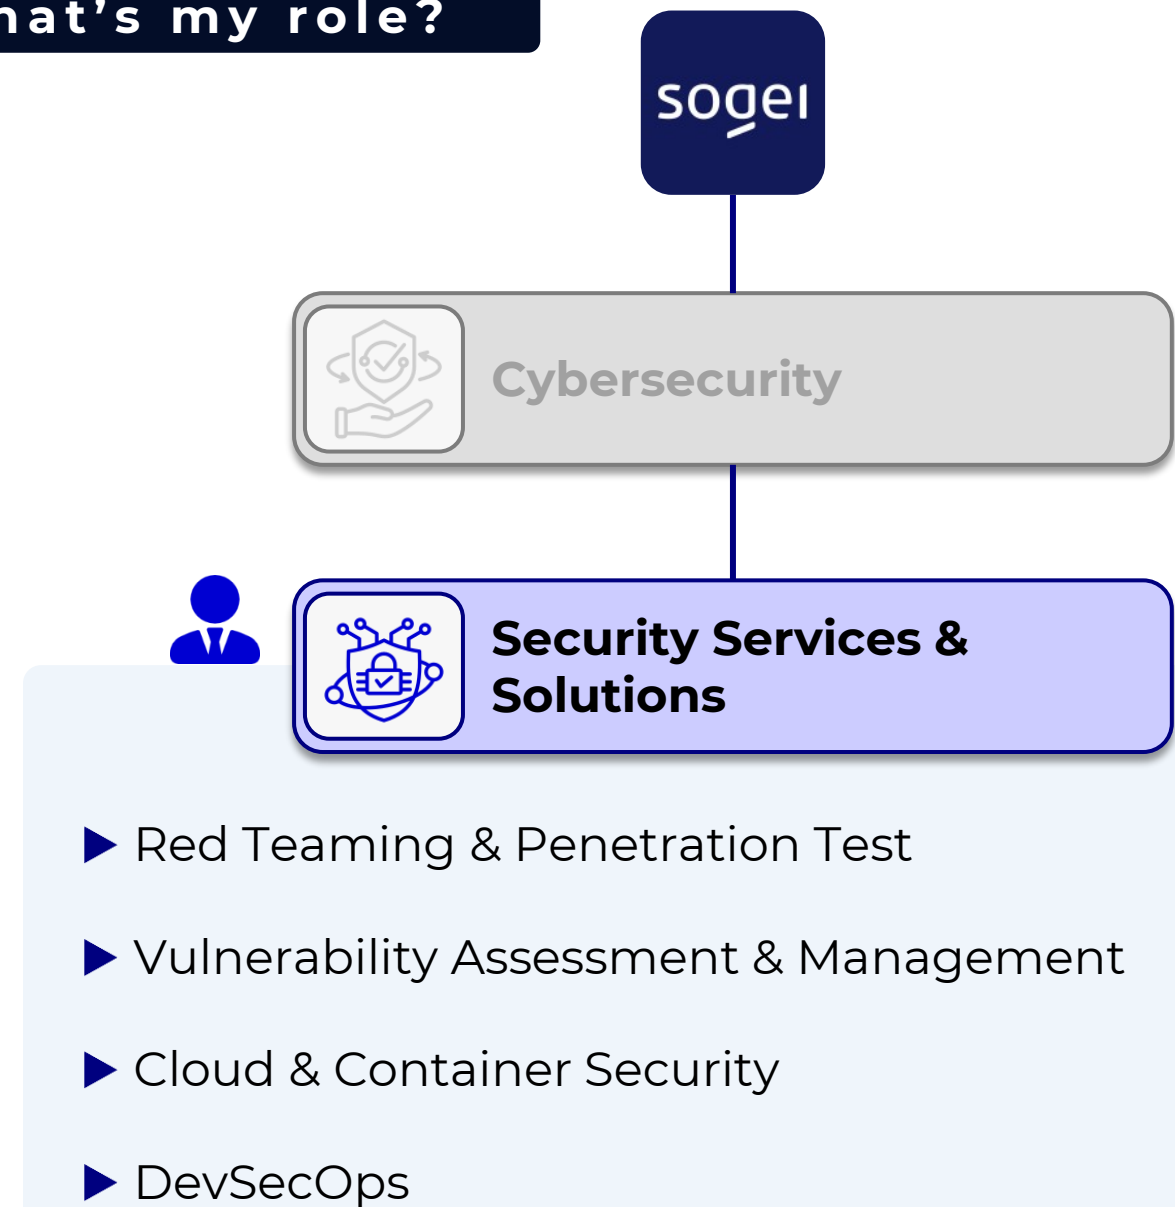 hat’s my role?
sogei
Cybersecurity
Security Services &
Solutions
Red Teaming & Penetration Test
Vulnerability Assessment & Management
Cloud & Container Security
DevSecOps